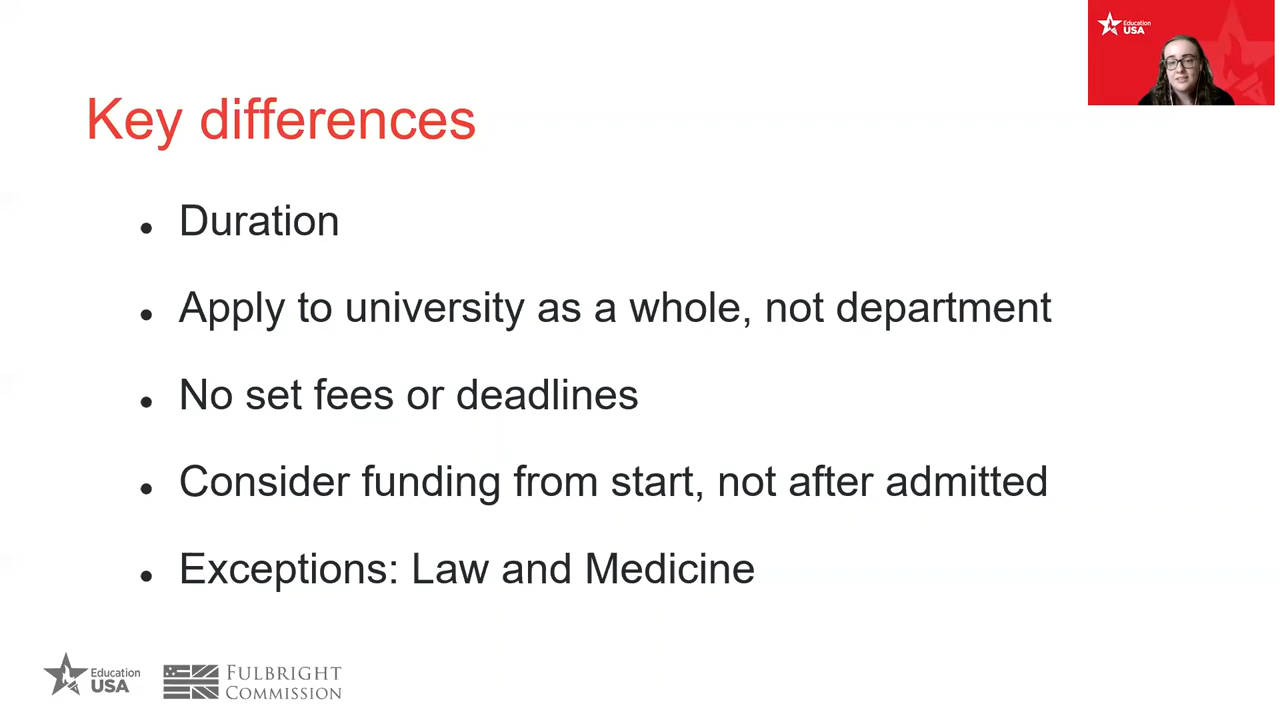 Education
USA
Key differences
• Duration
• Apply to university as a whole, not department
• No set fees or deadlines
• Consider funding from start, not after admitted
• Exceptions: Law and Medicine
Education
USA
FULBRIGHT
COMMISSION